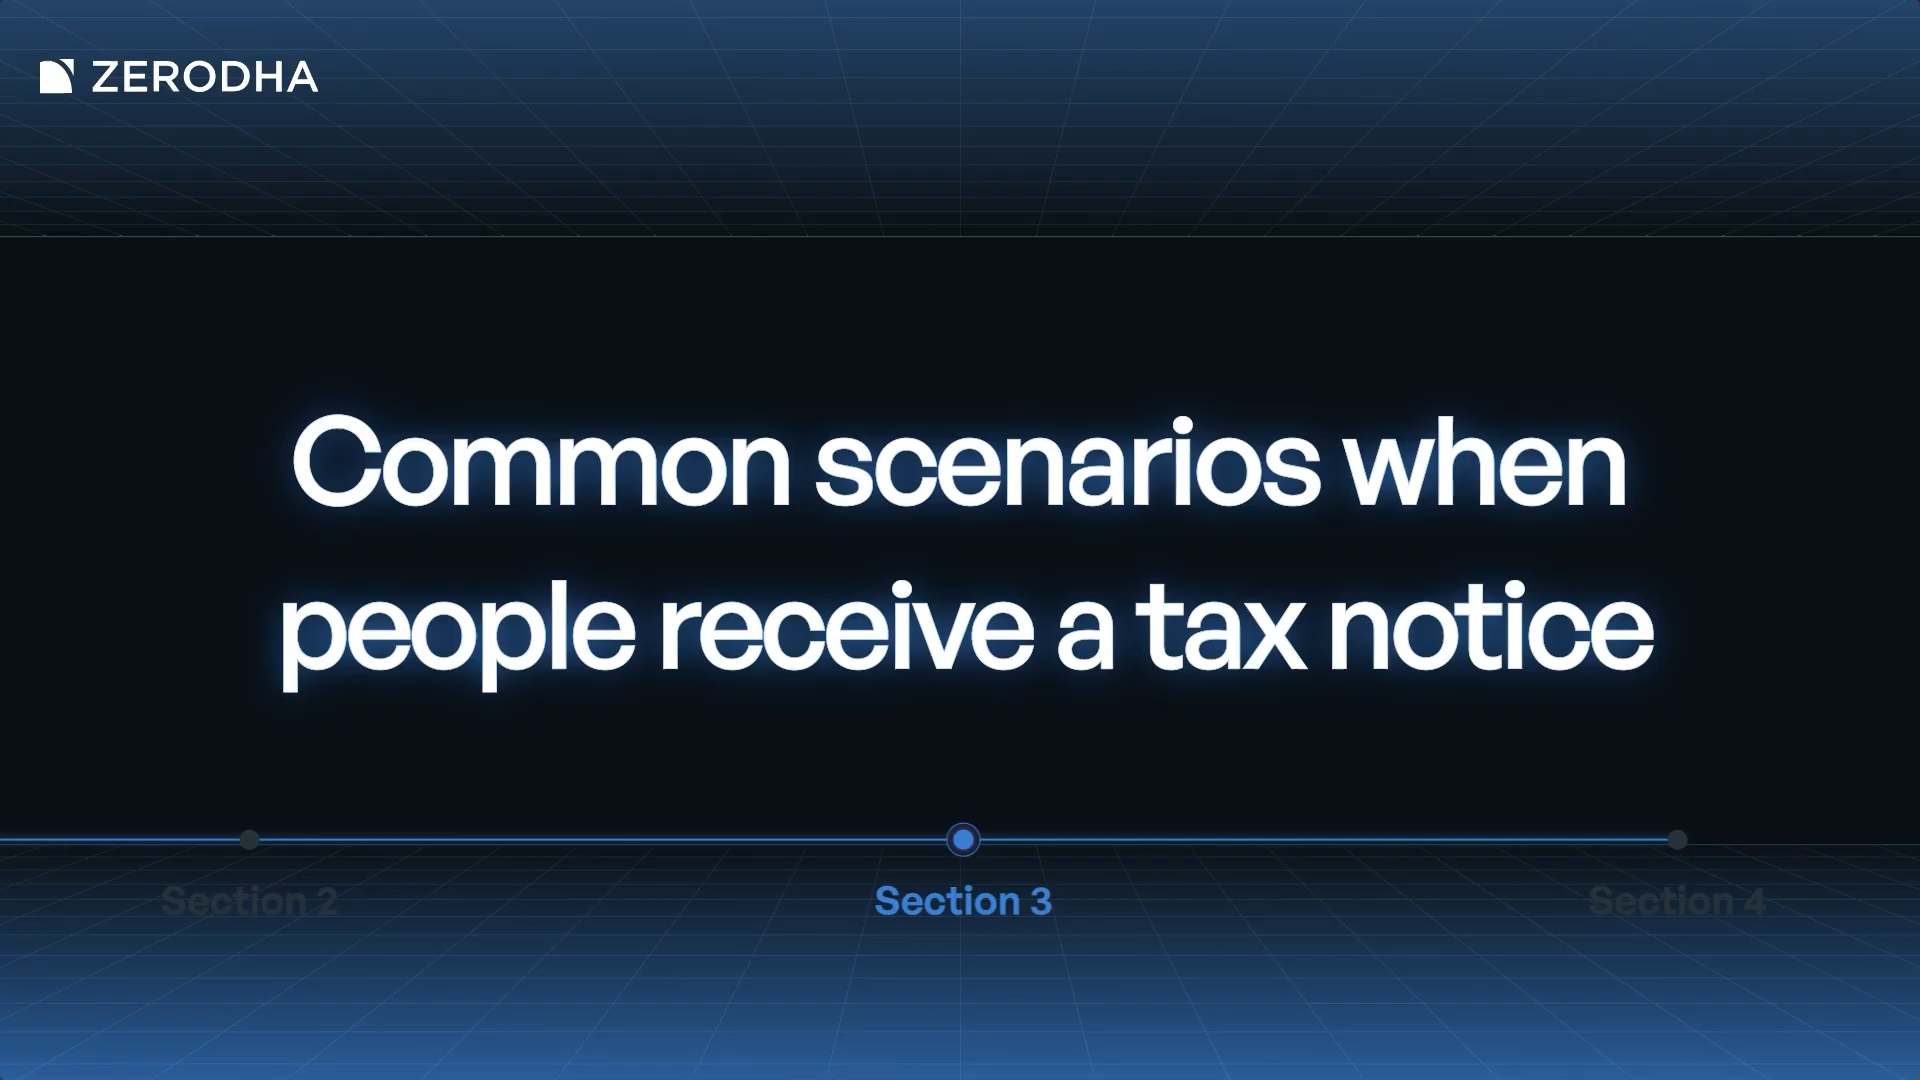 ZERODHA
Common scenarios when
people receive a tax notice
Section 2
Section 3
Section 4